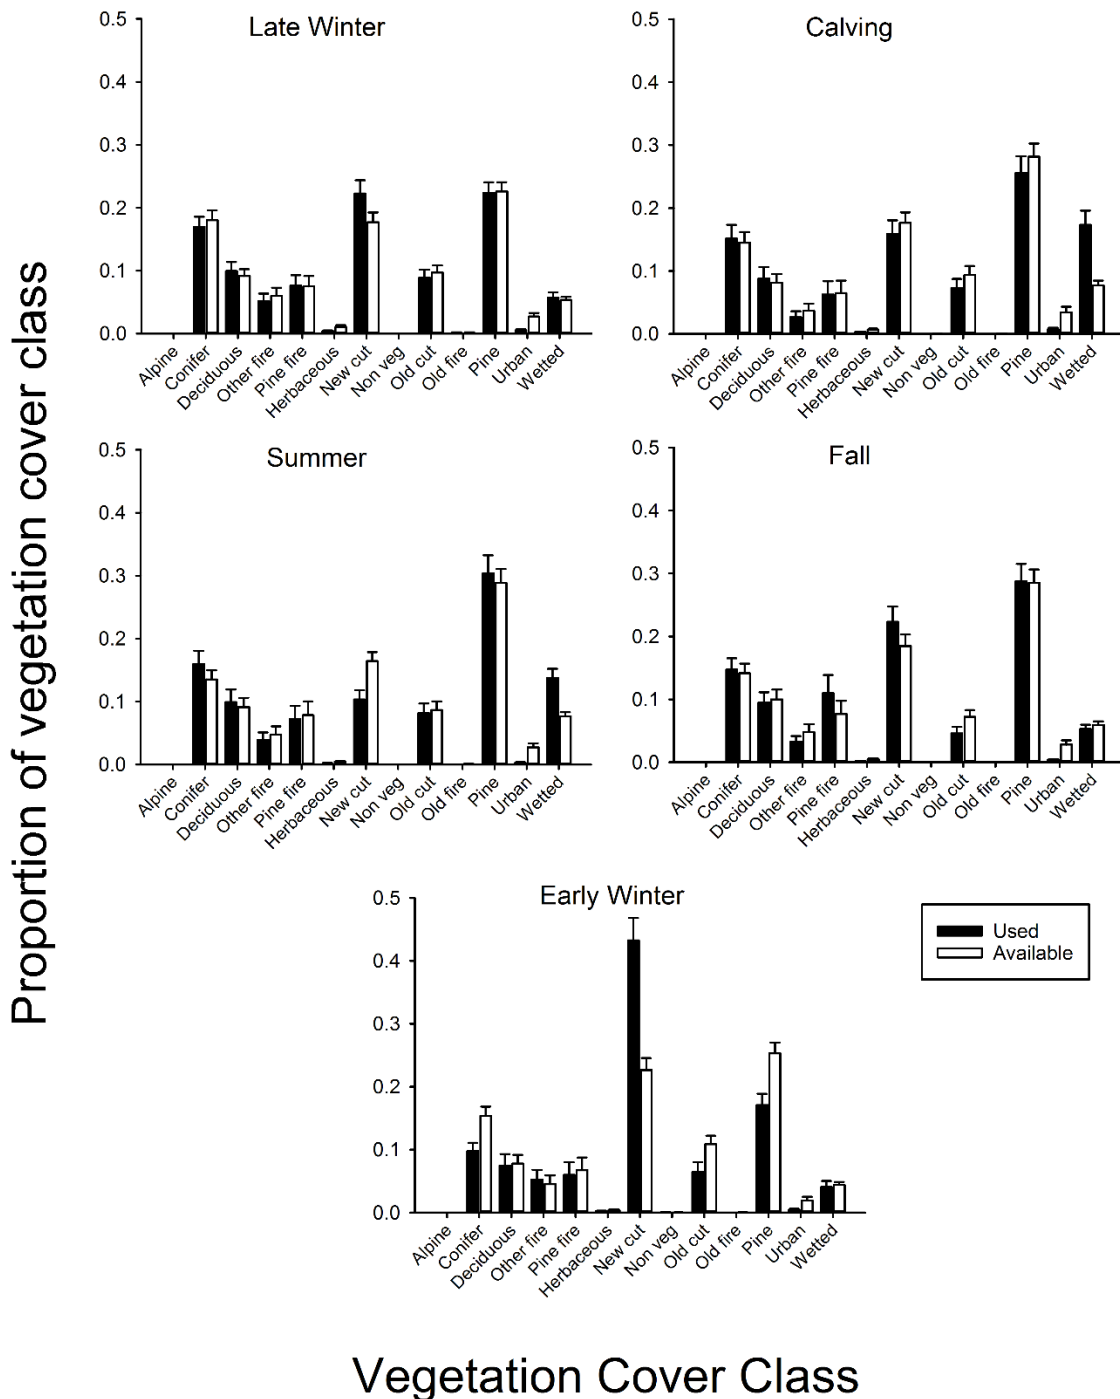 Proportion of vegetation cover class
Late Winter
0.5
0.4
0.3
0.2
0.1
0.0
Alpine
Conifer
Deciduous
Other fire
Pine fire
Herbaceous
New cut
Non veg
Old cut
Old fire
Pine
Urban
Wetted
Calving
0.5
0.4
0.3
0.2
0.1
0.0
Alpine
Conifer
Deciduous
Other fire
Pine fire
Herbaceous
New cut
Non veg
Old cut
Old fire
Pine
Urban
Wetted
Summer
0.5
0.4
0.3
0.2
0.1
0.0
Alpine
Conifer
Deciduous
Other fire
Pine fire
Herbaceous
New cut
Non veg
Old cut
Old fire
Pine
Urban
Wetted
Fall
0.5
0.4
0.3
0.2
0.1
0.0
Alpine
Conifer
Deciduous
Other fire
Pine fire
Herbaceous
New cut
Non veg
Old cut
Old fire
Pine
Urban
Wetted
Early Winter
0.5
0.4
0.3
0.2
0.1
0.0
Alpine
Conifer
Deciduous
Other fire
Pine fire
Herbaceous
New cut
Non veg
Old cut
Old fire
Pine
Urban
Wetted
Used
Available
Vegetation Cover Class